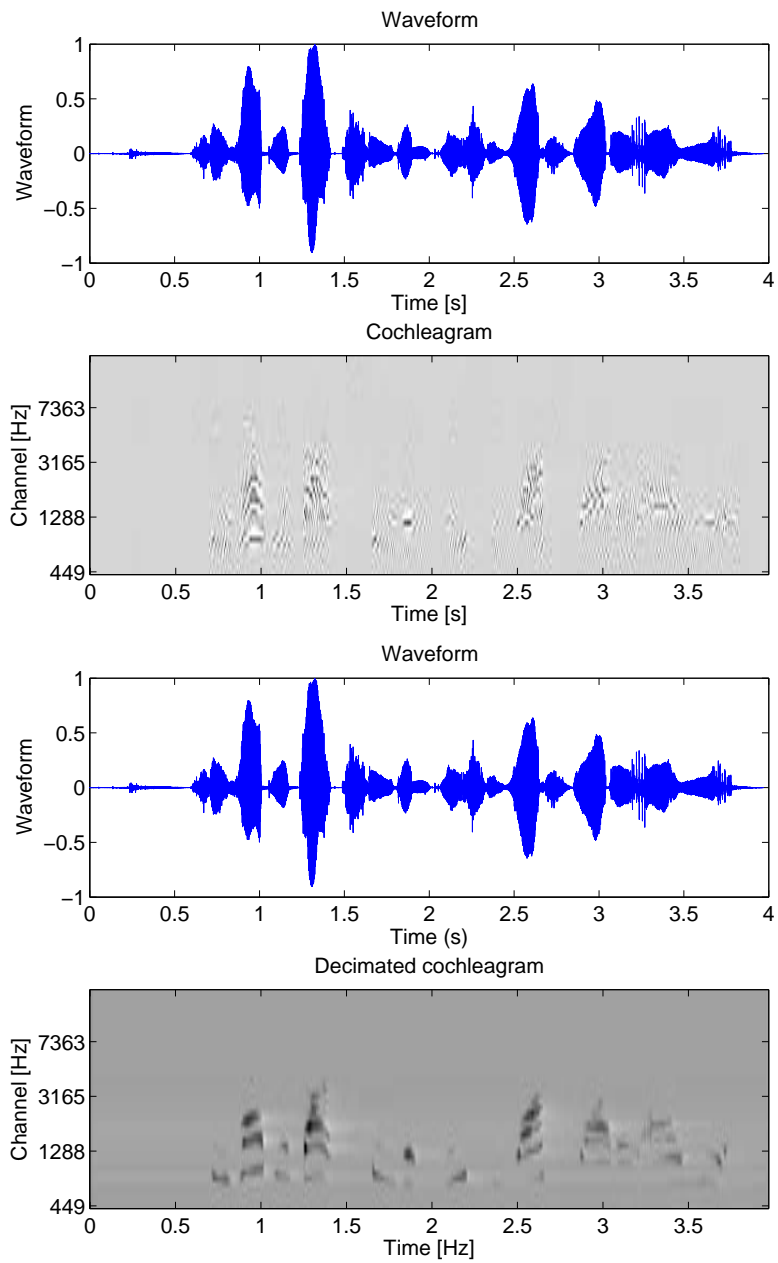 Waveform
1
0.5
0
−0.5
−1
Waveform
0 0.5 1 1.5 2 2.5 3 3.5 4
Time [s]
Cochleagram
7363
3165
1288
449
Channel [Hz]
0 0.5 1 1.5 2 2.5 3 3.5
Time [s]
Waveform
1
0.5
0
−0.5
−1
Waveform
0 0.5 1 1.5 2 2.5 3 3.5 4
Time (s)
Decimated cochleagram
7363
3165
1288
449
Channel [Hz]
0 0.5 1 1.5 2 2.5 3 3.5
Time [Hz]